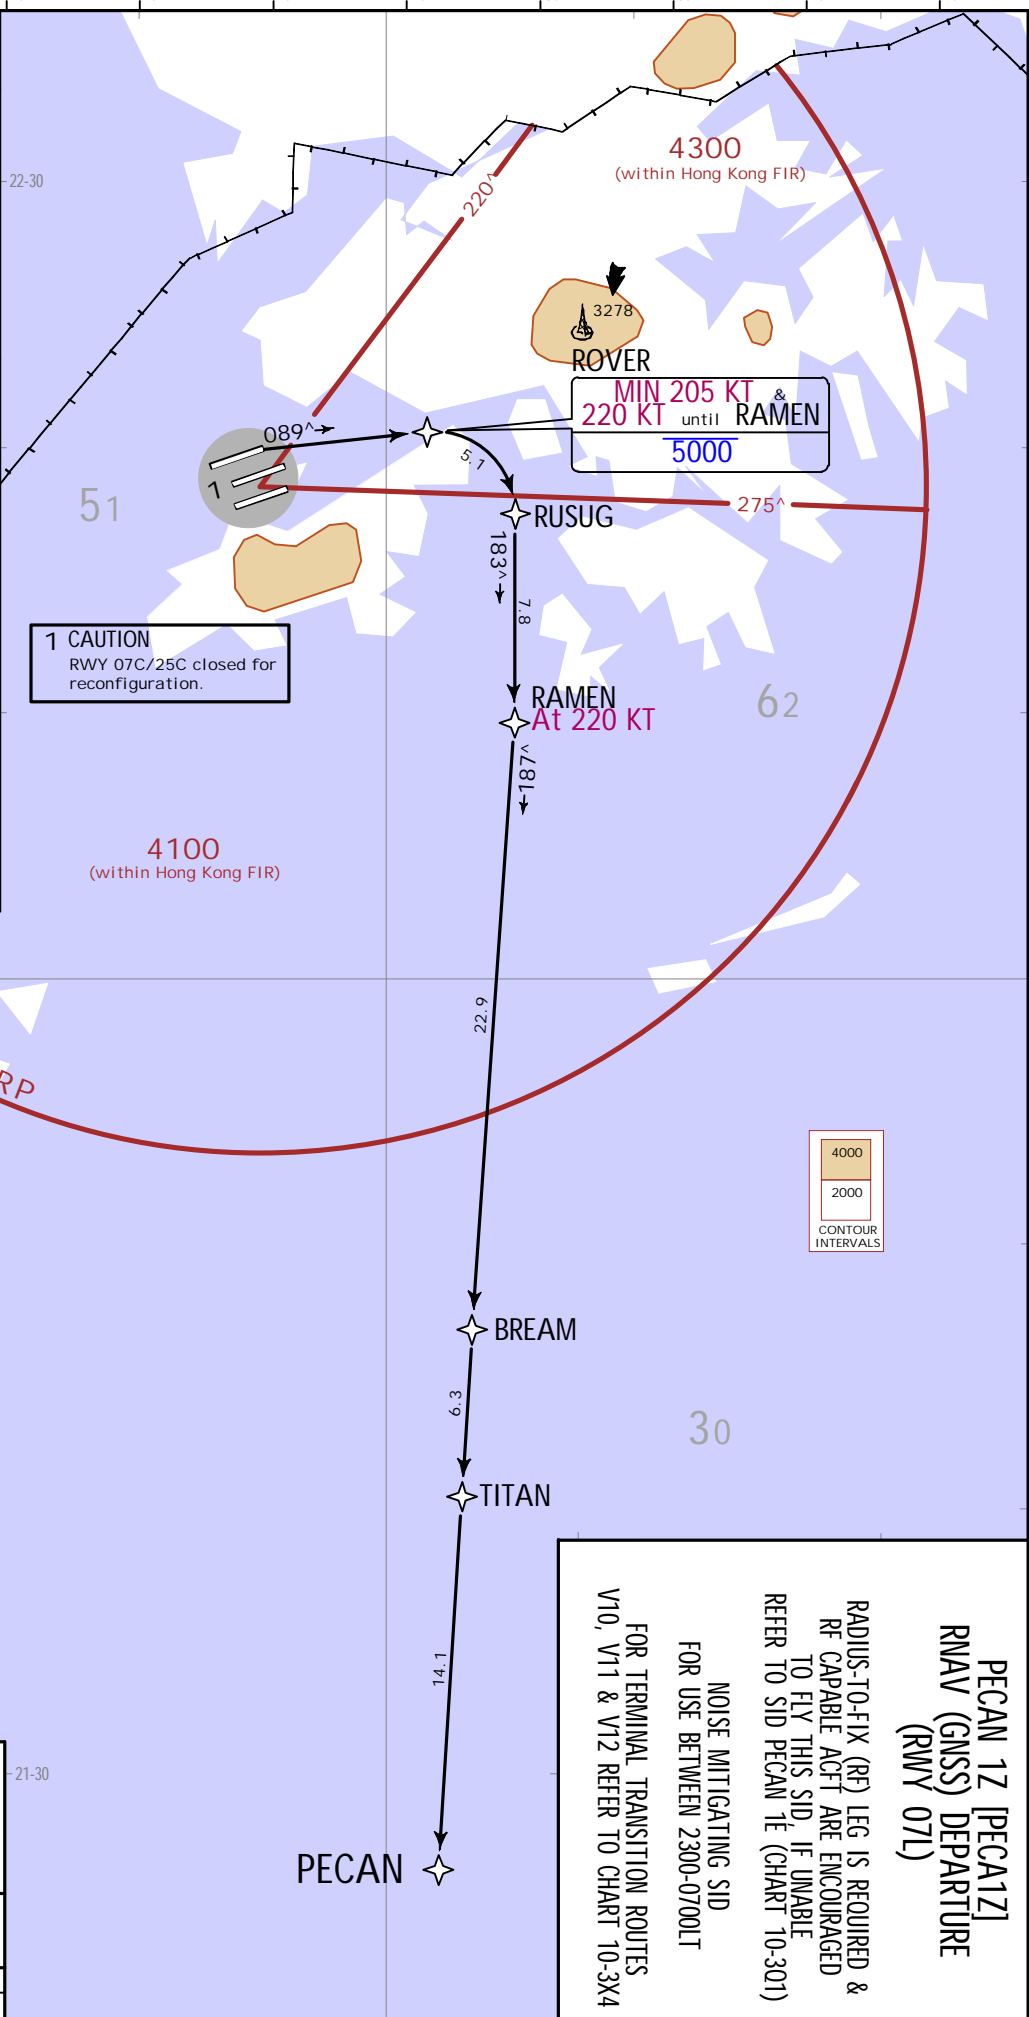 22-30
4300
(within Hong Kong FIR)
220^
3278
ROVER
MIN 205 KT &
220 KT until RAMEN
5000
089^
5.1
1
51
275^
RUSUG
183^
7.8
1 CAUTION
RWY 07C/25C closed for
reconfiguration.
RAMEN
At 220 KT
62
187^
4100
(within Hong Kong FIR)
22.9
RP
4000
2000
CONTOUR
INTERVALS
BREAM
6.3
30
TITAN
14.1
21-30
PECAN
PECAN 1Z [PECA1Z]
RNAV (GNSS) DEPARTURE
(RWY 07L)
RADIUS-TO-FIX (RF) LEG IS REQUIRED &
RF CAPABLE ACFT ARE ENCOURAGED
TO FLY THIS SID, IF UNABLE
REFER TO SID PECAN 1E (CHART 10-3Q1)
NOISE MITIGATING SID
FOR USE BETWEEN 2300-0700LT
FOR TERMINAL TRANSITION ROUTES
V10, V11 & V12 REFER TO CHART 10-3X4